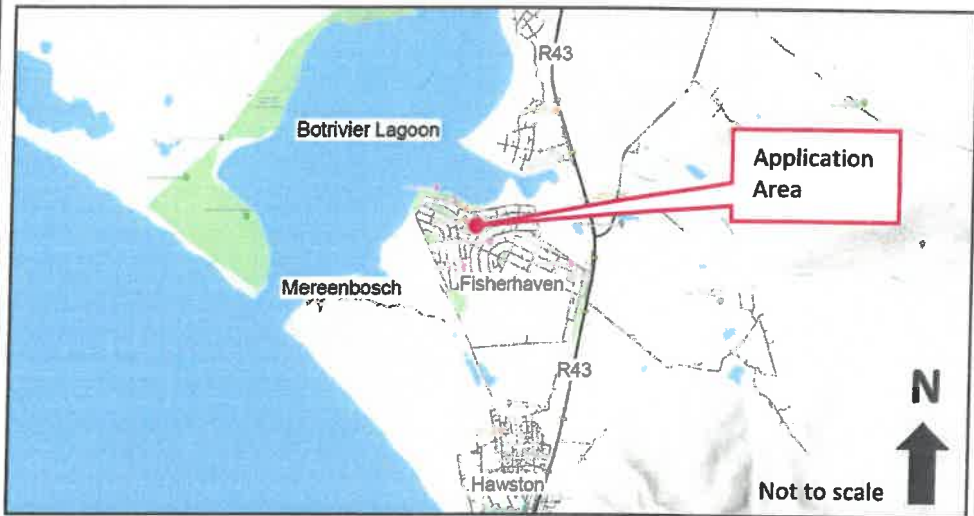 R43
Botrivier Lagoon
Application
Area
Mereenbosch
Fisherhaven
R43
N
Hawston
Not to scale